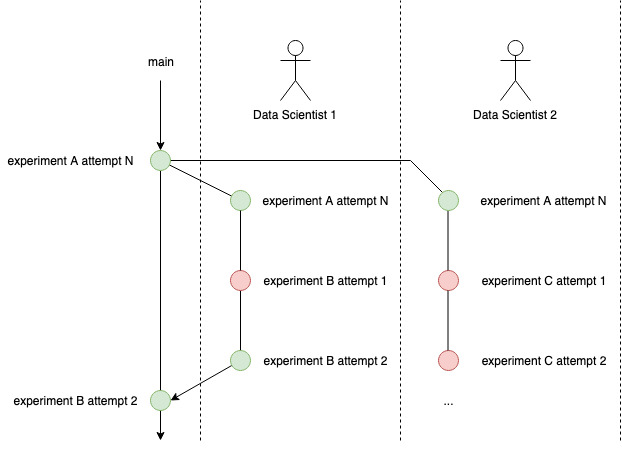 main
Data Scientist 1
Data Scientist 2
experiment A attempt N
experiment A attempt N
experiment A attempt N
experiment B attempt 1
experiment C attempt 1
experiment B attempt 2
experiment C attempt 2
experiment B attempt 2
...